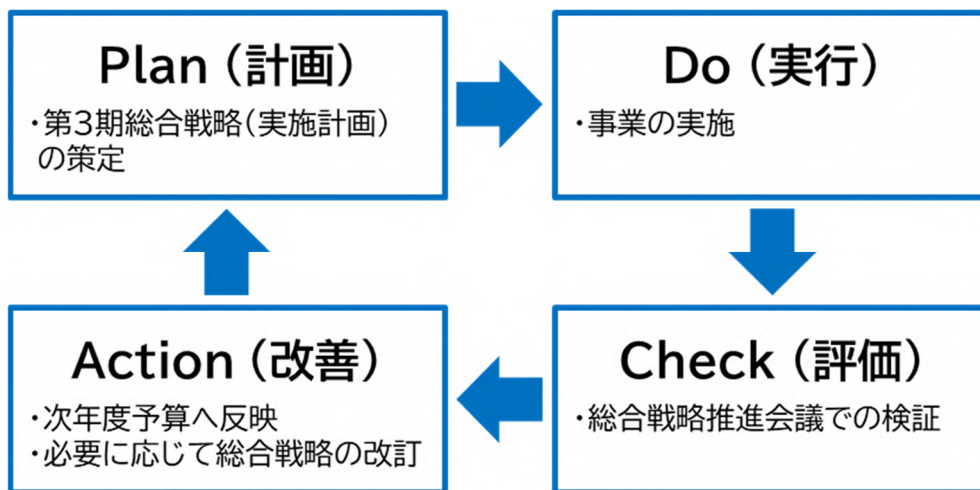 Plan（計画）
・第3期総合戦略（実施計画）
の策定
Do（実行）
・事業の実施
Action（改善）
・次年度予算へ反映
・必要に応じて総合戦略の改訂
Check（評価）
・総合戦略推進会議での検証